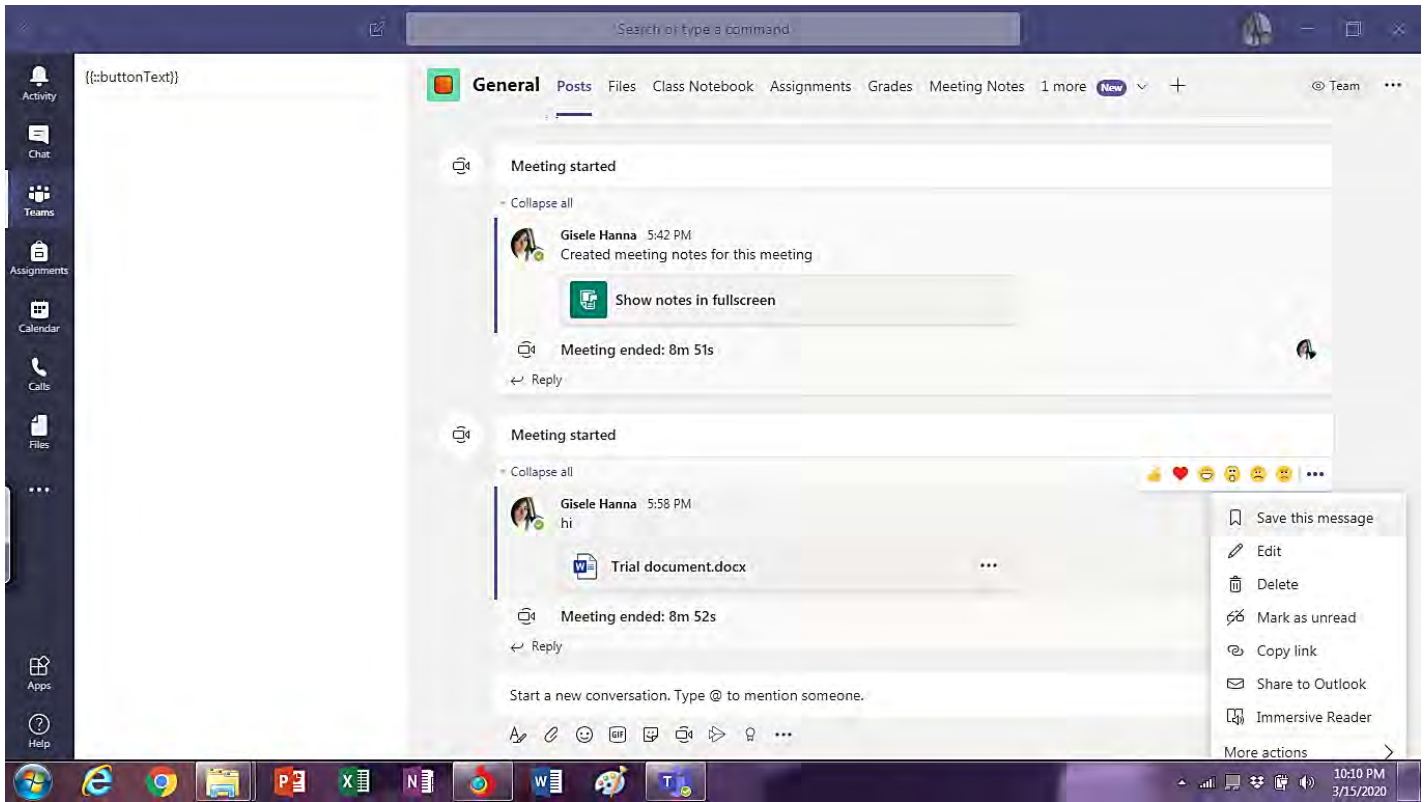 Search or type a command
Activity
Chat
Teams
Assignments
Calendar
Calls
Files
Apps
Help
{{::buttonText}}
General Posts Files Class Notebook Assignments Grades Meeting Notes 1 more New
Team
Meeting started
Collapse all
Gisele Hanna 5:42 PM
Created meeting notes for this meeting
Show notes in fullscreen
Meeting ended: 8m 51s
Reply
Meeting started
Collapse all
Gisele Hanna 5:58 PM
hi
W
Trial document.docx
Meeting ended: 8m 52s
Reply
Save this message
Edit
Delete
Mark as unread
Copy link
Share to Outlook
Immersive Reader
More actions
Start a new conversation. Type @ to mention someone.
GIF
10:10 PM
3/15/2020